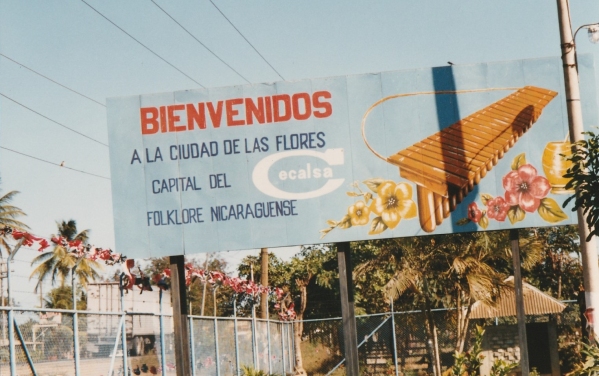 BIENVENIDOS
A LA CIUDAD DE LAS FLORES
CAPITAL DEL
Cecalsa
FOLKLORE NICARAGUENSE